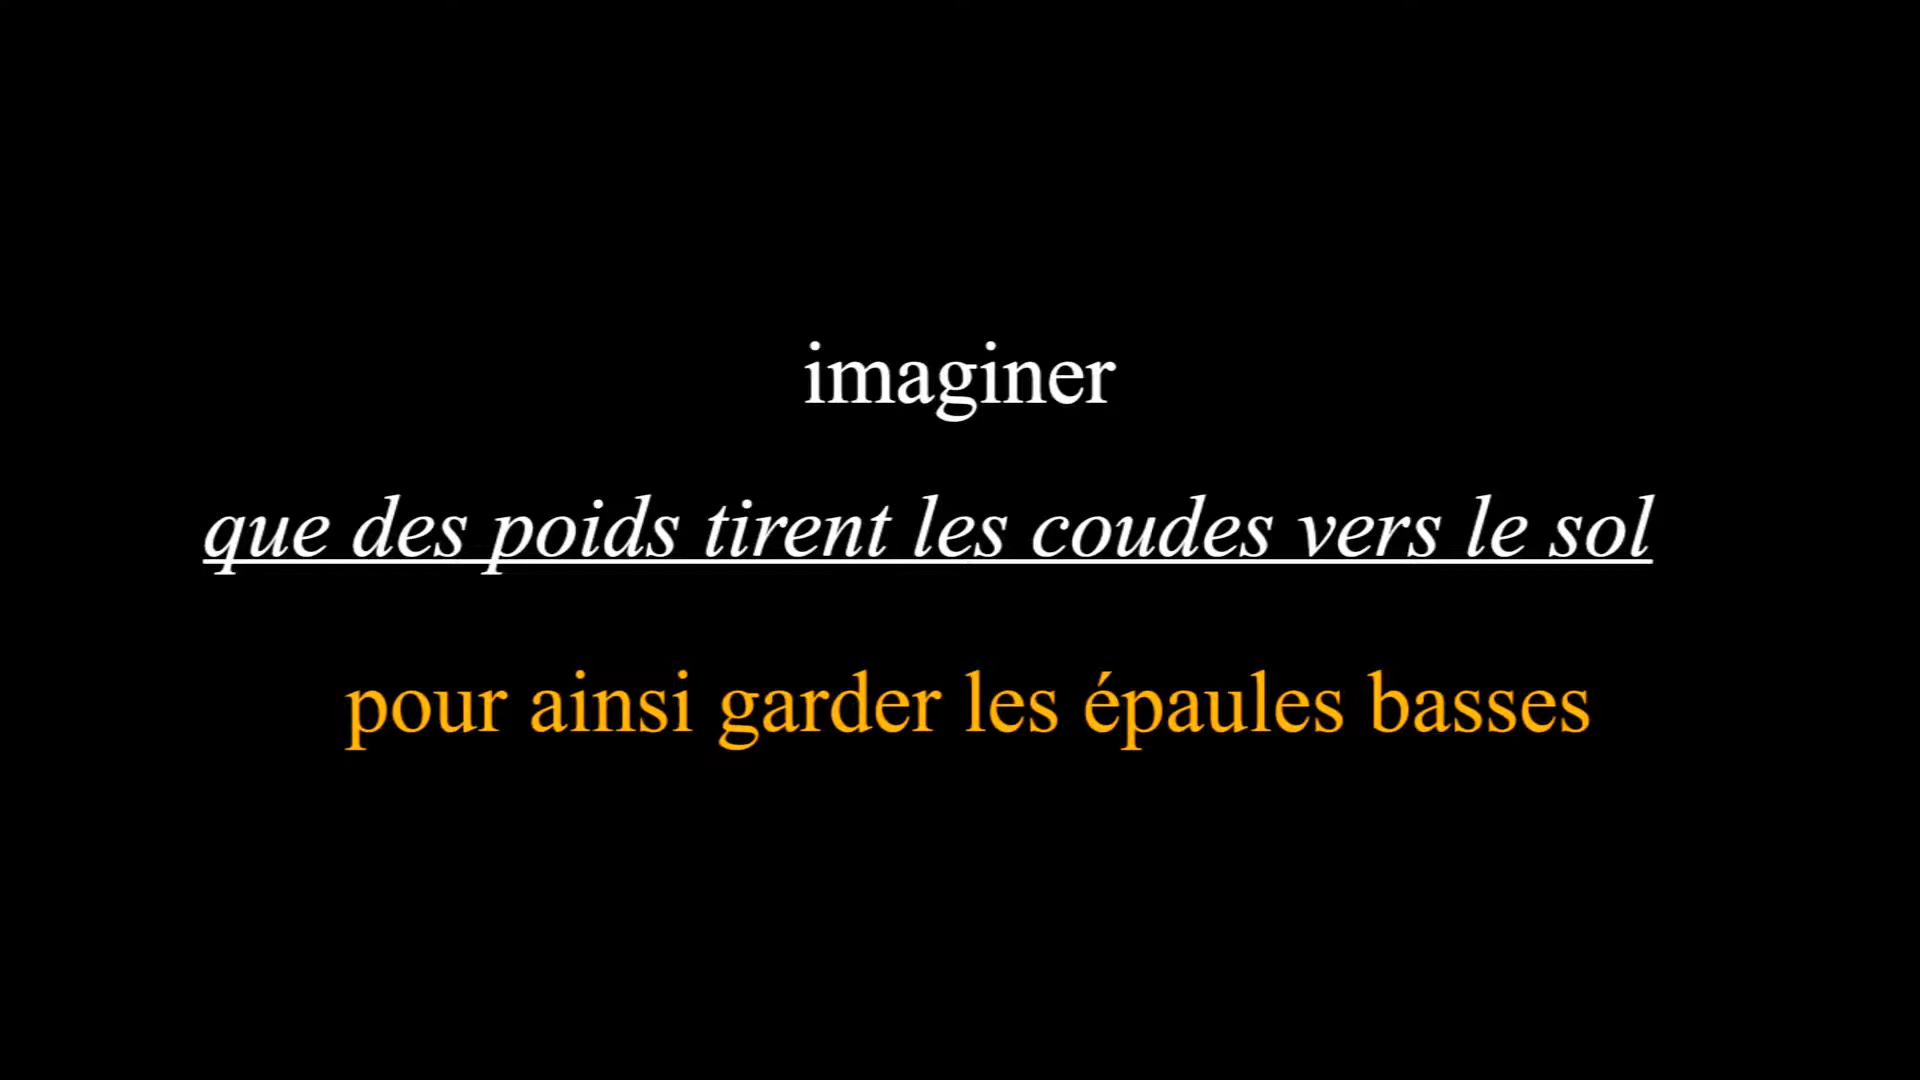 imaginer
que des poids tirent les coudes vers le sol
pour ainsi garder les épaules basses